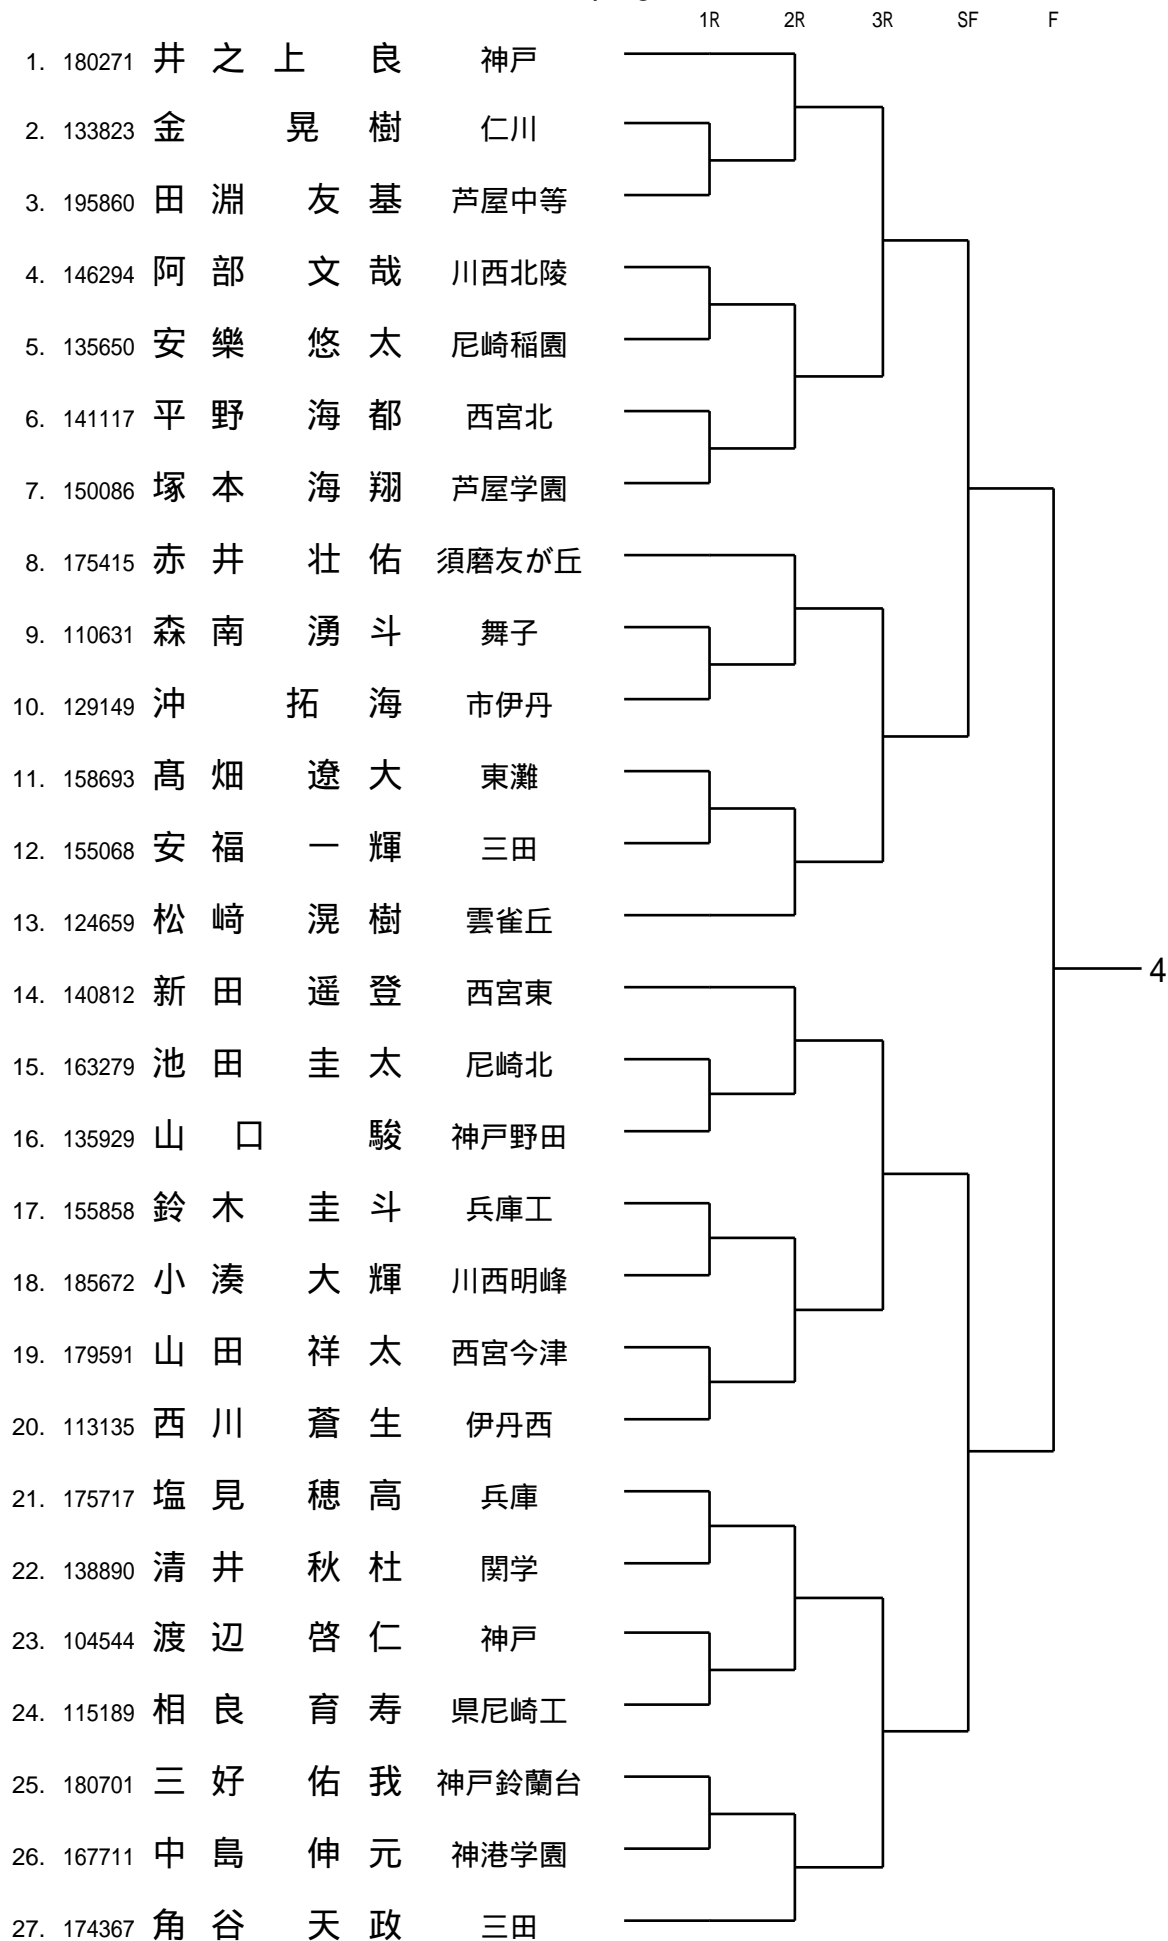 1R 2R 3R SF F
1. 180271 井之上 良 神戸
2. 133823 金 晃樹 仁川
3. 195860 田淵 友基 芦屋中等
4. 146294 阿部 文哉 川西北陵
5. 135650 安樂 悠太 尼崎稲園
6. 141117 平野 海都 西宮北
7. 150086 塚本 海翔 芦屋学園
8. 175415 赤井 壮佑 須磨友が丘
9. 110631 森南 湧斗 舞子
10. 129149 沖 拓海 市伊丹
11. 158693 髙畑 遼大 東灘
12. 155068 安福 一輝 三田
13. 124659 松﨑 滉樹 雲雀丘
4
14. 140812 新田 遥登 西宮東
15. 163279 池田 圭太 尼崎北
16. 135929 山口 駿 神戸野田
17. 155858 鈴木 圭斗 兵庫工
18. 185672 小湊 大輝 川西明峰
19. 179591 山田 祥太 西宮今津
20. 113135 西川 蒼生 伊丹西
21. 175717 塩見 穂高 兵庫
22. 138890 清井 秋杜 関学
23. 104544 渡辺 啓仁 神戸
24. 115189 相良 育寿 県尼崎工
25. 180701 三好 佑我 神戸鈴蘭台
26. 167711 中島 伸元 神港学園
27. 174367 角谷 天政 三田